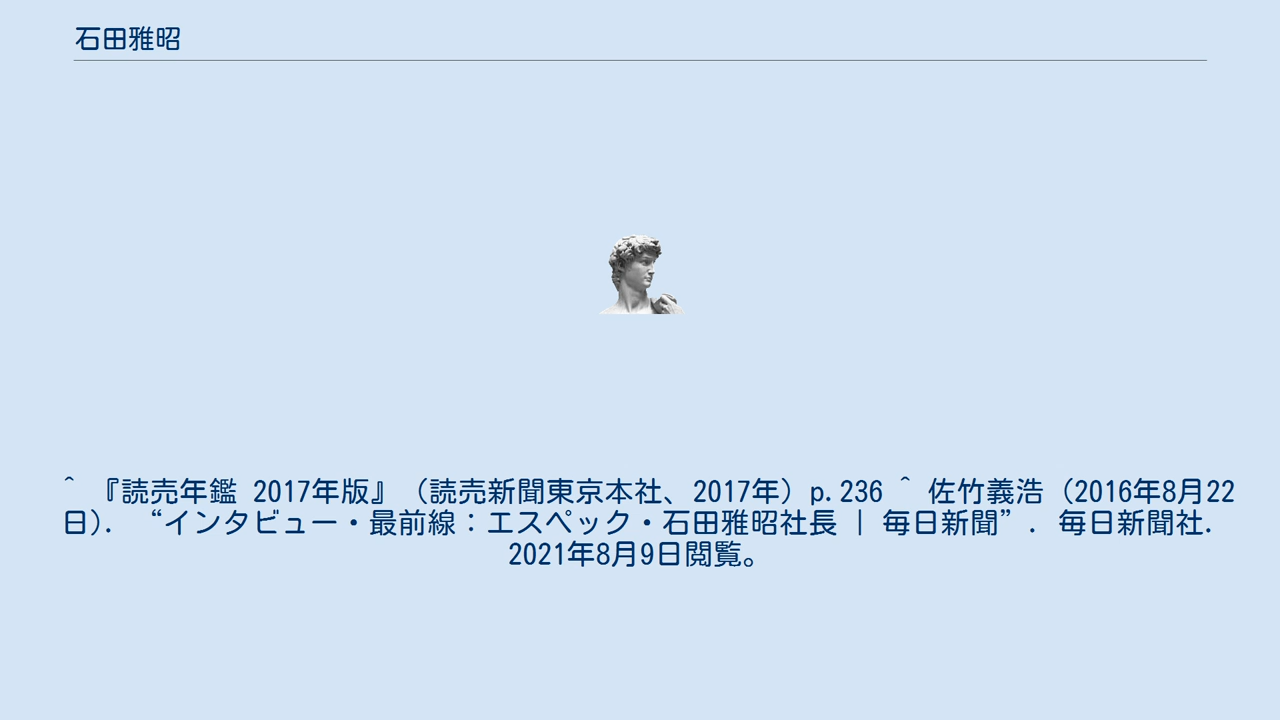 石田雅昭
^ 『読売年鑑 2017年版』（読売新聞東京本社、2017年）p.236 ^ 佐竹義浩（2016年8月22
日）. “インタビュー・最前線：エスペック・石田雅昭社長 | 毎日新聞”. 毎日新聞社.
2021年8月9日閲覧。